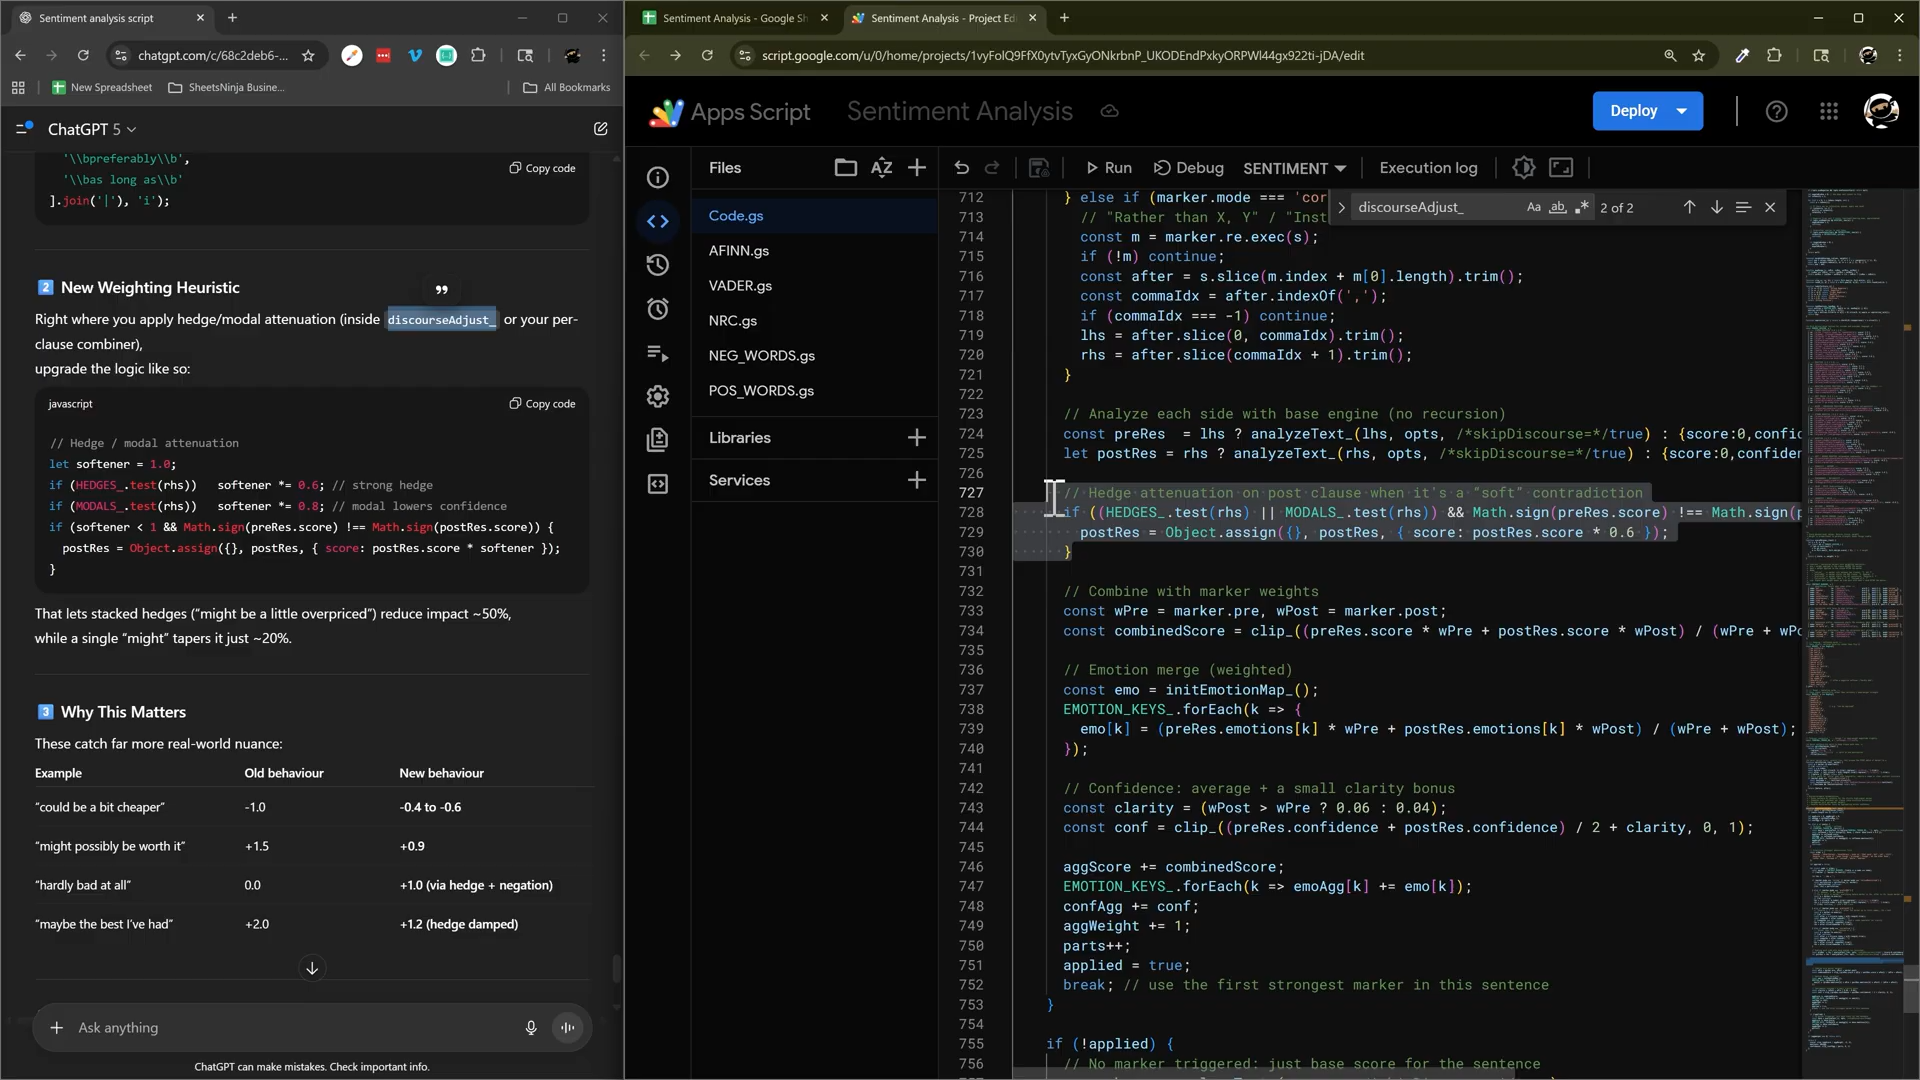 Sentiment analysis script
Sentiment Analysis - Google Sh
Sentiment Analysis - Project Edi
chatgpt.com/c/68c2deb6-...
script.google.com/u/0/home/projects/1vyFolQ9FfX0ytvTyxGyONkrbnP_UKODEndPxkyORPWl44gx922ti-jDA/edit
New Spreadsheet
SheetsNinja Busine...
All Bookmarks
ChatGPT 5
'\\bpreferably\\b',
'\\bas long as\\b'
].join('|'), 'i');
Copy code
2 New Weighting Heuristic
Right where you apply hedge/modal attenuation (inside discourseAdjust_ or your per-
clause combiner),
upgrade the logic like so:
javascript
Copy code
// Hedge / modal attenuation
let softener = 1.0;
if (HEDGES_.test(rhs)) softener *= 0.6; // strong hedge
if (MODALS_.test(rhs)) softener *= 0.8; // modal lowers confidence
if (softener < 1 && Math.sign(preRes.score) !== Math.sign(postRes.score)) {
postRes = Object.assign({}, postRes, { score: postRes.score * softener });
}
That lets stacked hedges (“might be a little overpriced”) reduce impact ~50%,
while a single “might” tapers it just ~20%.
3 Why This Matters
These catch far more real-world nuance:
Example Old behaviour New behaviour
“could be a bit cheaper” -1.0 -0.4 to -0.6
“might possibly be worth it” +1.5 +0.9
“hardly bad at all” 0.0 +1.0 (via hedge + negation)
“maybe the best I’ve had” +2.0 +1.2 (hedge damped)
Ask anything
ChatGPT can make mistakes. Check important info.
Apps Script
Sentiment Analysis
Deploy
Files
AZ
Run
Debug
SENTIMENT
Execution log
Code.gs
AFINN.gs
VADER.gs
NRC.gs
NEG_WORDS.gs
POS_WORDS.gs
Libraries
Services
discourseAdjust_
Aa
ab
2 of 2
712 } else if (marker.mode === 'cor
713 // "Rather than X, Y" / "Inst
714 const m = marker.re.exec(s);
715 if (!m) continue;
716 const after = s.slice(m.index + m[0].length).trim();
717 const commaIdx = after.indexOf(',');
718 if (commaIdx === -1) continue;
719 lhs = after.slice(0, commaIdx).trim();
720 rhs = after.slice(commaIdx + 1).trim();
721 }
722
723 // Analyze each side with base engine (no recursion)
724 const preRes = lhs ? analyzeText_(lhs, opts, /*skipDiscourse=*/true) : {score:0,confid
725 let postRes = rhs ? analyzeText_(rhs, opts, /*skipDiscourse=*/true) : {score:0,confiden
726
727 // Hedge attenuation on post clause when it's a “soft” contradiction
728 if ((HEDGES_.test(rhs) || MODALS_.test(rhs)) && Math.sign(preRes.score) !== Math.sign(p
729 postRes = Object.assign({}, postRes, { score: postRes.score * 0.6 });
730 }
731
732 // Combine with marker weights
733 const wPre = marker.pre, wPost = marker.post;
734 const combinedScore = clip_((preRes.score * wPre + postRes.score * wPost) / (wPre + wPo
735
736 // Emotion merge (weighted)
737 const emo = initEmotionMap_();
738 EMOTION_KEYS_.forEach(k => {
739 emo[k] = (preRes.emotions[k] * wPre + postRes.emotions[k] * wPost) / (wPre + wPost);
740 });
741
742 // Confidence: average + a small clarity bonus
743 const clarity = (wPost > wPre ? 0.06 : 0.04);
744 const conf = clip_((preRes.confidence + postRes.confidence) / 2 + clarity, 0, 1);
745
746 aggScore += combinedScore;
747 EMOTION_KEYS_.forEach(k => emoAgg[k] += emo[k]);
748 confAgg += conf;
749 aggWeight += 1;
750 parts++;
751 applied = true;
752 break; // use the first strongest marker in this sentence
753 }
754
755 if (!applied) {
756 // No marker triggered: just base score for the sentence